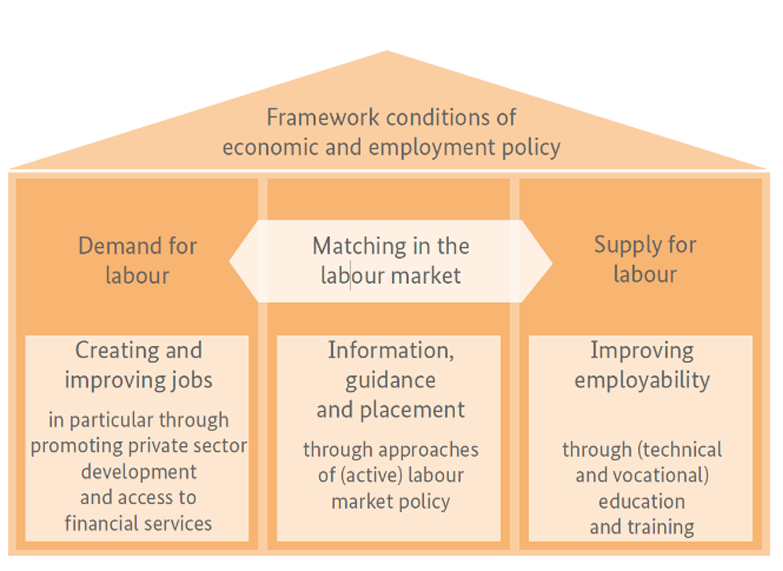 Framework conditions of
economic and employment policy
Demand for
labour
Matching in the
labour market
Supply for
labour
Creating and
improving jobs
in particular through
promoting private sector
development
and access to
financial services
Information,
guidance
and placement
through approaches
of (active) labour
market policy
Improving
employability
through (technical
and vocational)
education
and training